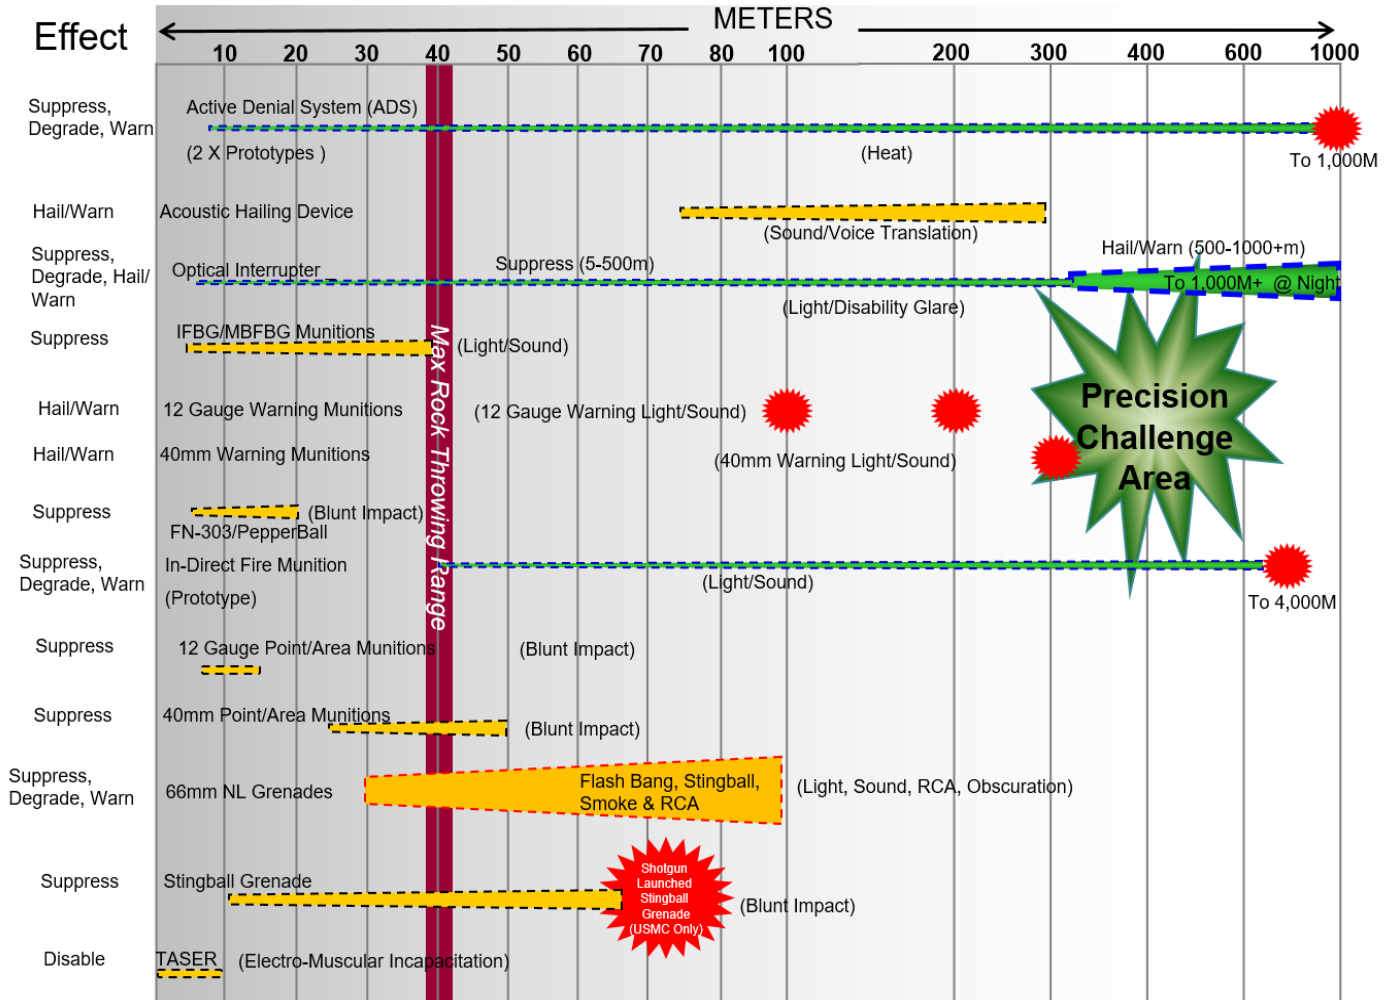 METERS
Effect
10 20 30 40 50 60 70 80 100 200 300 400 600 1000
Suppress,
Degrade, Warn
Active Denial System (ADS)
(2 X Prototypes )
(Heat)
To 1,000M
Hail/Warn
Acoustic Hailing Device
(Sound/Voice Translation)
Suppress,
Degrade, Hail/
Warn
Optical Interrupter
Suppress (5-500m)
Hail/Warn (500-1000+m)
To 1,000M+ @ Night
(Light/Disability Glare)
Suppress
IFBG/MBFBG Munitions
(Light/Sound)
Max Rock Throwing Range
Precision
Challenge
Area
Hail/Warn
12 Gauge Warning Munitions
(12 Gauge Warning Light/Sound)
Hail/Warn
40mm Warning Munitions
(40mm Warning Light/Sound)
Suppress
(Blunt Impact)
FN-303/PepperBall
Suppress,
Degrade, Warn
In-Direct Fire Munition
(Prototype)
(Light/Sound)
To 4,000M
Suppress
12 Gauge Point/Area Munitions
(Blunt Impact)
Suppress
40mm Point/Area Munitions
(Blunt Impact)
Suppress,
Degrade, Warn
66mm NL Grenades
Flash Bang, Stingball,
Smoke & RCA
(Light, Sound, RCA, Obscuration)
Suppress
Stingball Grenade
Shotgun
Launched
Stingball
Grenade
(USMC Only)
(Blunt Impact)
Disable
TASER
(Electro-Muscular Incapacitation)